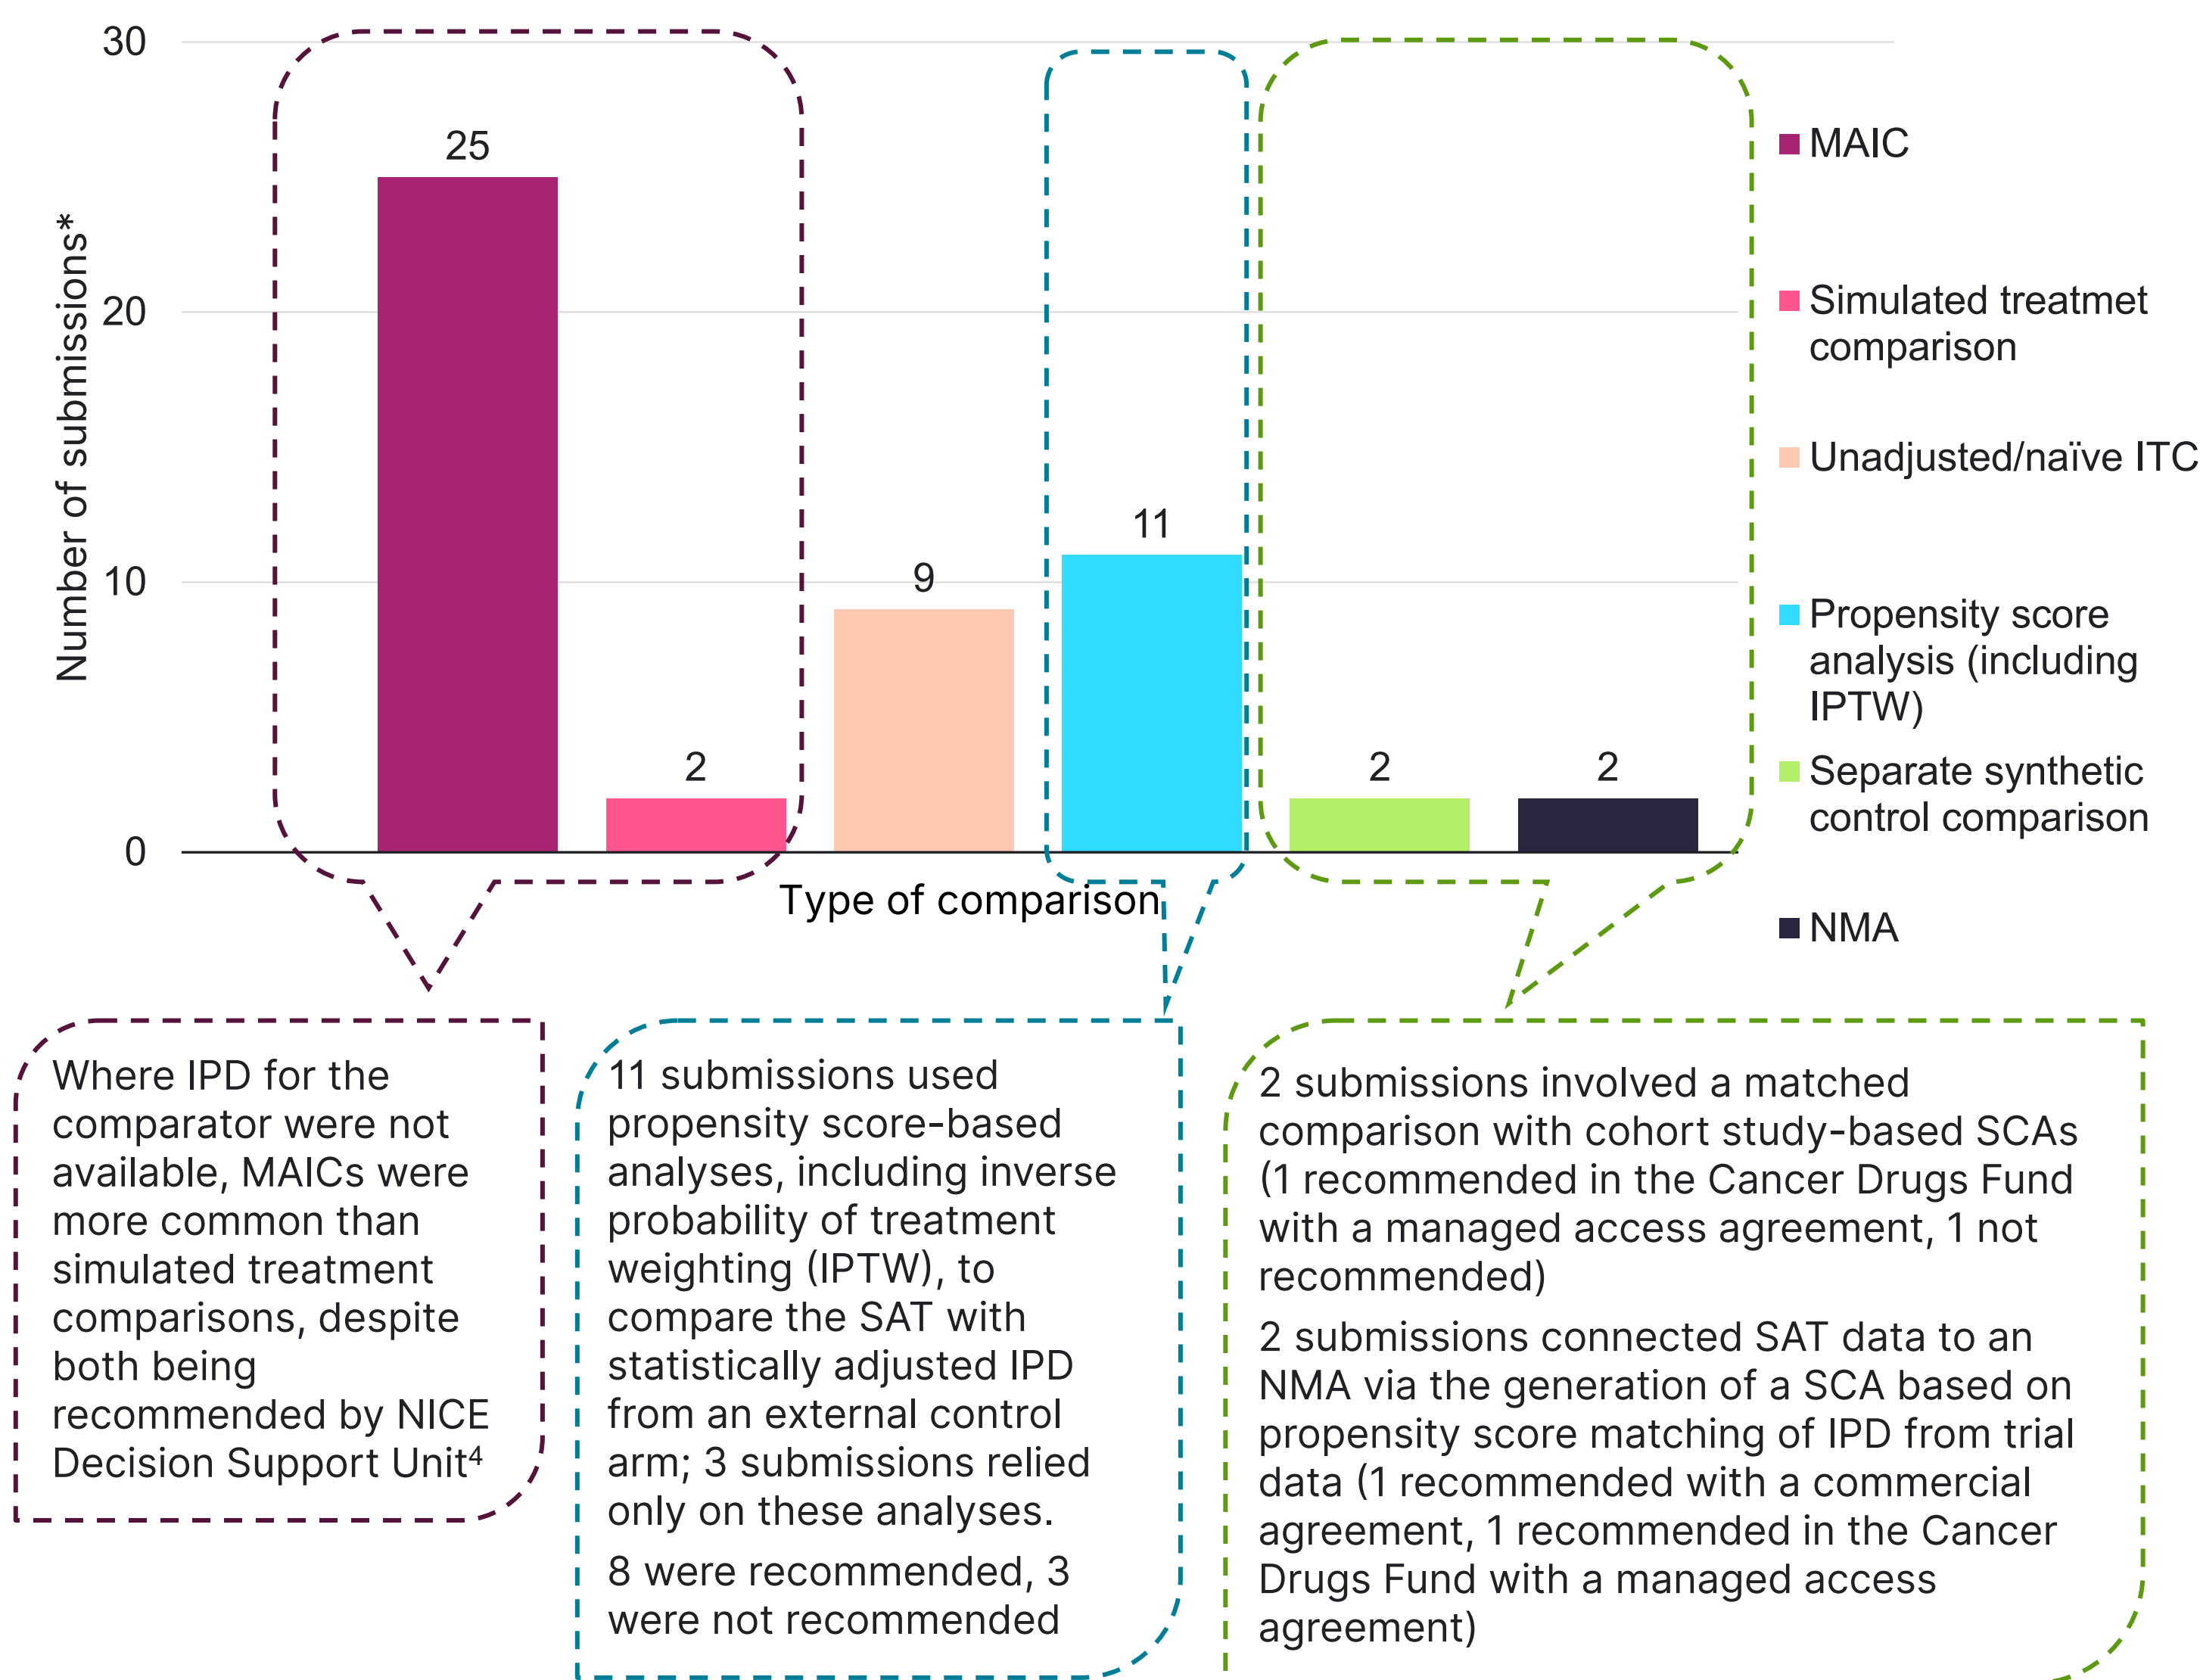 30
20
10
0
Number of submissions*
25
2
9
11
2
2
Type of comparison
MAIC
Simulated treatmet
comparison
Unadjusted/naïve ITC
Propensity score
analysis (including
IPTW)
Separate synthetic
control comparison
NMA
Where IPD for the
comparator were not
available, MAICs were
more common than
simulated treatment
comparisons, despite
both being
recommended by NICE
Decision Support Unit⁴
11 submissions used
propensity score-based
analyses, including inverse
probability of treatment
weighting (IPTW), to
compare the SAT with
statistically adjusted IPD
from an external control
arm; 3 submissions relied
only on these analyses.
8 were recommended, 3
were not recommended
2 submissions involved a matched
comparison with cohort study-based SCAs
(1 recommended in the Cancer Drugs Fund
with a managed access agreement, 1 not
recommended)
2 submissions connected SAT data to an
NMA via the generation of a SCA based on
propensity score matching of IPD from trial
data (1 recommended with a commercial
agreement, 1 recommended in the Cancer
Drugs Fund with a managed access
agreement)